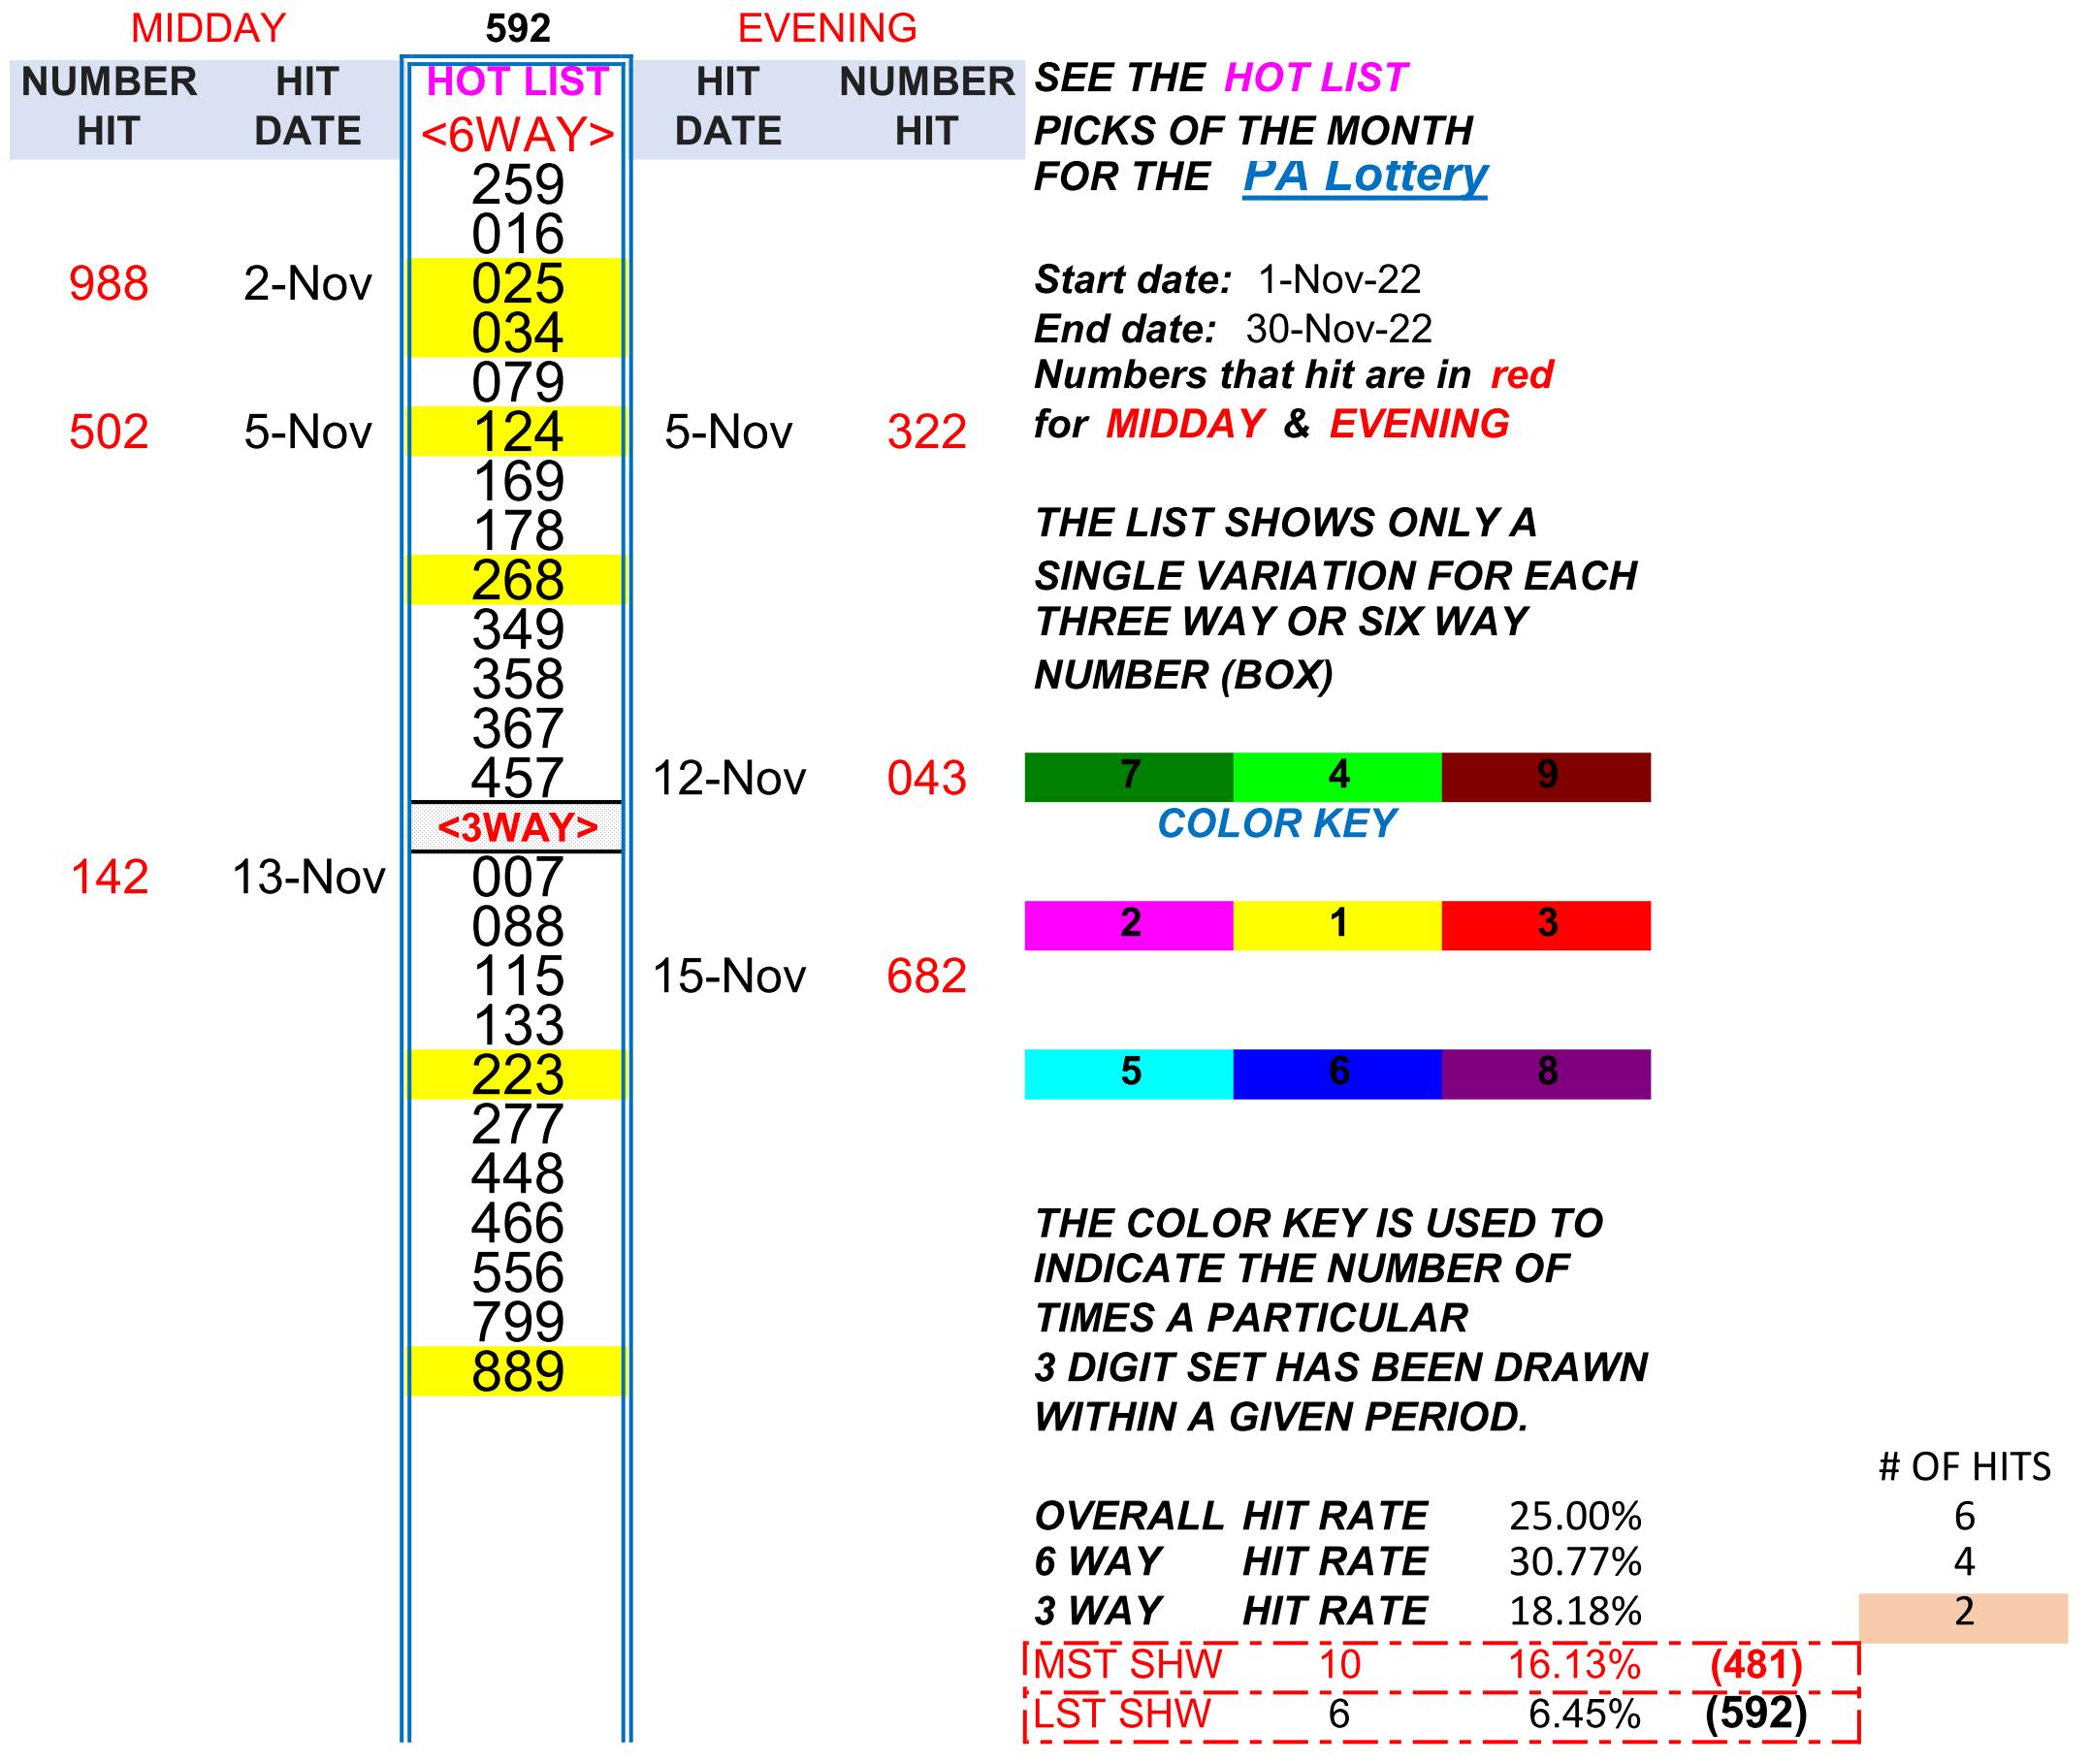 MIDDAY 592 EVENING
NUMBER HIT HOT LIST HIT NUMBER SEE THE HOT LIST
HIT DATE <6WAY> DATE HIT PICKS OF THE MONTH
259 FOR THE PA Lottery
016
988 2-Nov 025 Start date: 1-Nov-22
034 End date: 30-Nov-22
079 Numbers that hit are in red
502 5-Nov 124 5-Nov 322 for MIDDAY & EVENING
169
178 THE LIST SHOWS ONLY A
268 SINGLE VARIATION FOR EACH
349 THREE WAY OR SIX WAY
358 NUMBER (BOX)
367
457 12-Nov 043 7 4 9
<3WAY> COLOR KEY
142 13-Nov 007
088 2 1 3
115 15-Nov 682
133
223 5 6 8
277
448
466 THE COLOR KEY IS USED TO
556 INDICATE THE NUMBER OF
799 TIMES A PARTICULAR
889 3 DIGIT SET HAS BEEN DRAWN
WITHIN A GIVEN PERIOD.
# OF HITS
OVERALL HIT RATE 25.00% 6
6 WAY HIT RATE 30.77% 4
3 WAY HIT RATE 18.18% 2
MST SHW 10 16.13% (481)
LST SHW 6 6.45% (592)